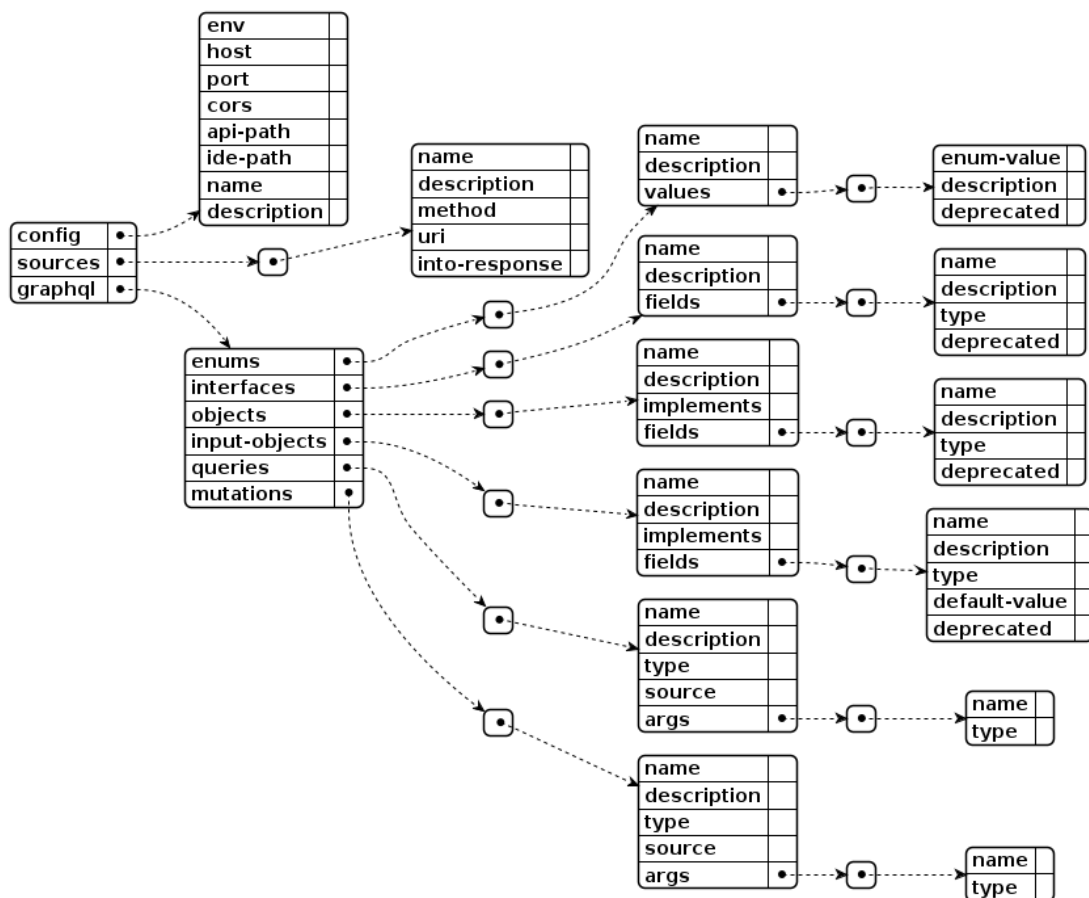 config
sources
graphql
env
host
port
cors
api-path
ide-path
name
description
name
description
method
uri
into-response
enums
interfaces
objects
input-objects
queries
mutations
name
description
values
enum-value
description
deprecated
name
description
fields
name
description
type
deprecated
name
description
implements
fields
name
description
type
deprecated
name
description
implements
fields
name
description
type
default-value
deprecated
name
description
type
source
args
name
type
name
description
type
source
args
name
type